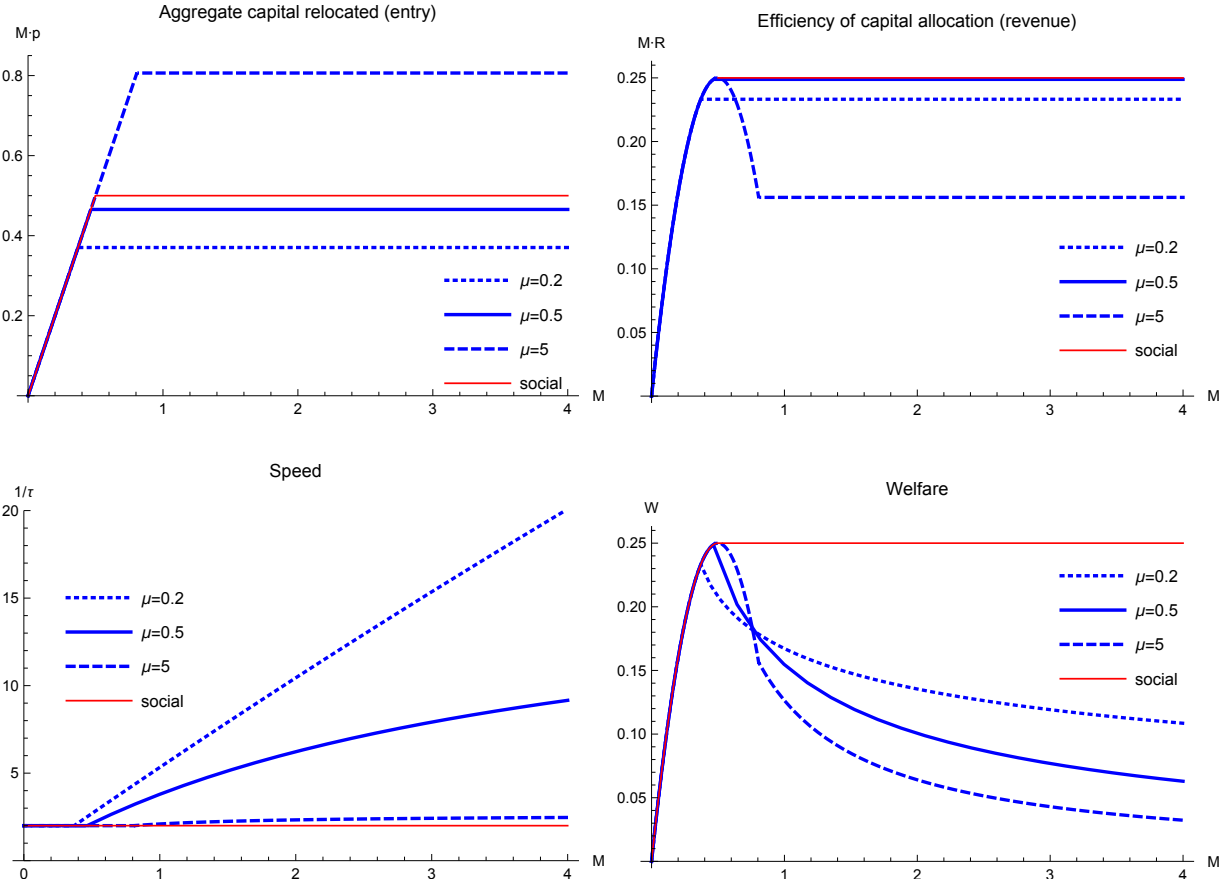 Aggregate capital relocated (entry)
M·p
0.8
0.6
0.4
0.2
μ=0.2
μ=0.5
μ=5
social
1 2 3 4 M
Efficiency of capital allocation (revenue)
M·R
0.25
0.20
0.15
0.10
0.05
μ=0.2
μ=0.5
μ=5
social
1 2 3 4 M
Speed
1/τ
20
15
10
5
μ=0.2
μ=0.5
μ=5
social
0 1 2 3 4 M
Welfare
W
0.25
0.20
0.15
0.10
0.05
μ=0.2
μ=0.5
μ=5
social
1 2 3 4 M